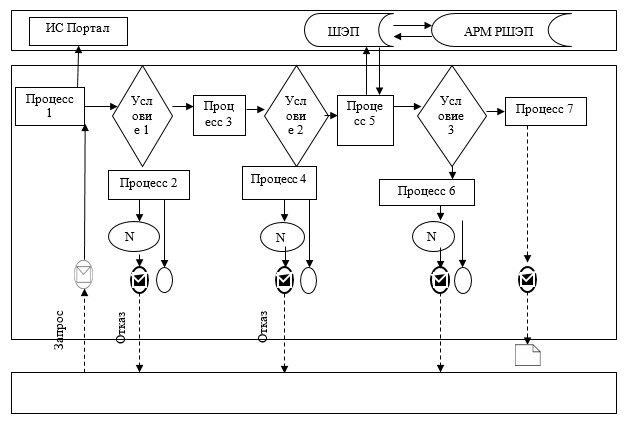 ИС Портал
ШЭП
АРМ РШЭП
Процесс
1
Усл
ови
е 1
Проц
есс 3
Усл
ови
е 2
Проце
сс 5
Усл
овие
3
Процесс 7
Процесс 2
Процесс 4
Процесс 6
N
N
N
Запрос
Отказ
Отказ